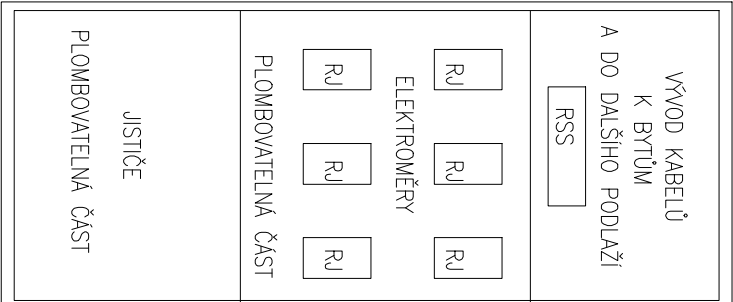 VÝVOD KABELŮ
K BYTŮM
A DO DALŠÍHO PODLAŽÍ
RSS
RJ
RJ
RJ
ELEKTROMĚRY
RJ
RJ
RJ
PLOMBOVATELNÁ ČÁST
JISTIČE
PLOMBOVATELNÁ ČÁST